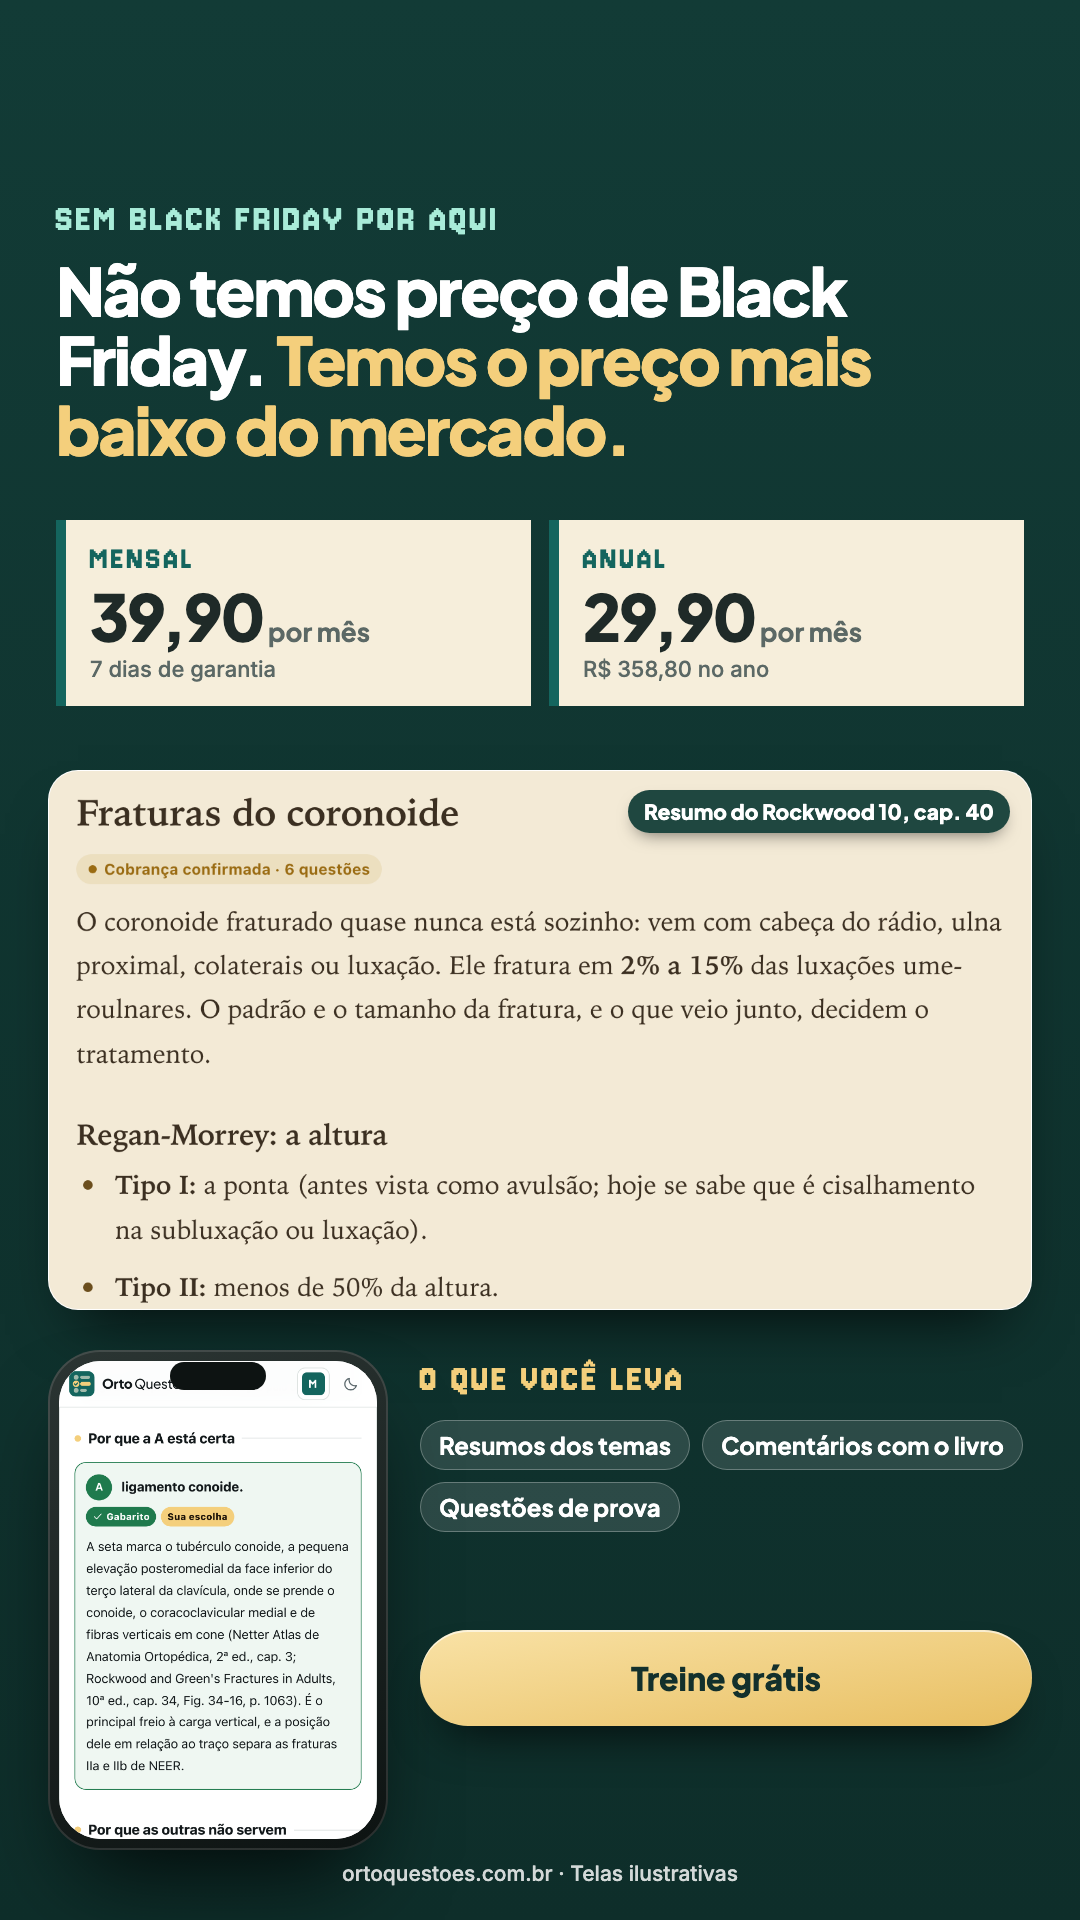 SEM BLACK FRIDAY POR AQUI
Não temos preço de Black
Friday. Temos o preço mais
baixo do mercado.
MENSAL
39,90 por mês
7 dias de garantia
ANUAL
29,90 por mês
R$ 358,80 no ano
Fraturas do coronoide
Resumo do Rockwood 10, cap. 40
Cobrança confirmada · 6 questões
O coronoide fraturado quase nunca está sozinho: vem com cabeça do rádio, ulna
proximal, colaterais ou luxação. Ele fratura em 2% a 15% das luxações ume-
roulnares. O padrão e o tamanho da fratura, e o que veio junto, decidem o
tratamento.
Regan-Morrey: a altura
• Tipo I: a ponta (antes vista como avulsão; hoje se sabe que é cisalhamento
na subluxação ou luxação).
• Tipo II: menos de 50% da altura.
Orto Quest
M
Por que a A está certa
A ligamento conoide.
✓ Gabarito Sua escolha
A seta marca o tubérculo conoide, a pequena
elevação posteromedial da face inferior do
terço lateral da clavícula, onde se prende o
conoide, o coracoclavicular medial e de
fibras verticais em cone (Netter Atlas de
Anatomia Ortopédica, 2ª ed., cap. 3;
Rockwood and Green's Fractures in Adults,
10ª ed., cap. 34, Fig. 34-16, p. 1063). É o
principal freio à carga vertical, e a posição
dele em relação ao traço separa as fraturas
IIa e IIb de NEER.
Por que as outras não servem
O QUE VOCÊ LEVA
Resumos dos temas
Comentários com o livro
Questões de prova
Treine grátis
ortoquestoes.com.br · Telas ilustrativas